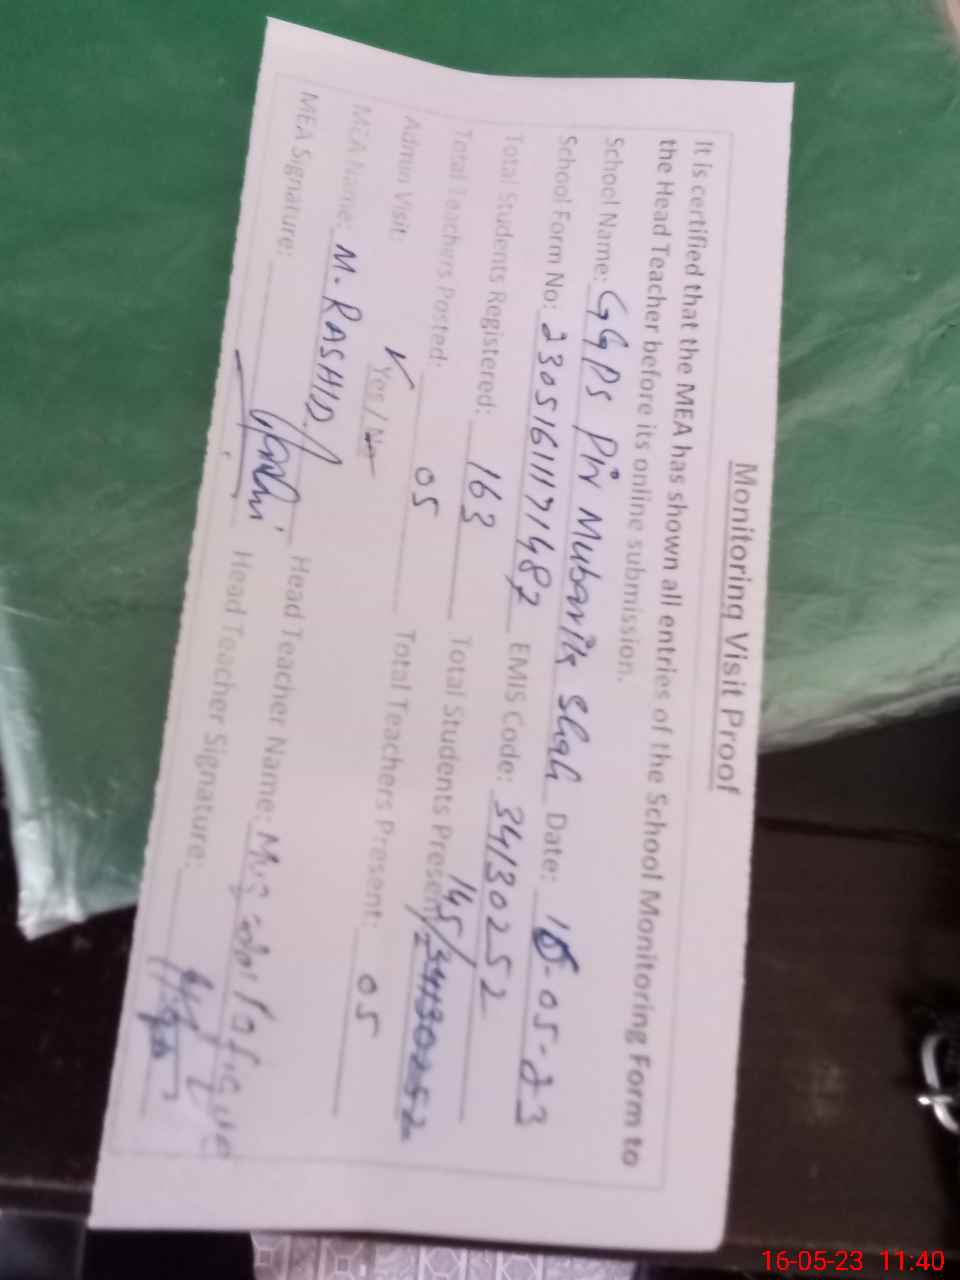 Monitoring Visit Proof
It is certified that the MEA has shown all entries of the School Monitoring Form to
the Head Teacher before its online submission.
School Name: GGPS Pir Mubarik Shah Date: 16-05-23
School Form No: 230516111171487 EMIS Code: 34130252
Total Students Registered: 163 Total Students Present: 145/ 34130252
Total Teachers Posted: 05 Total Teachers Present: 05
Admin Visit: ✓ Yes / No
MEA Name: M. RASHID Head Teacher Name:
MEA Signature: Head Teacher Signature:
16-05-23 11:40